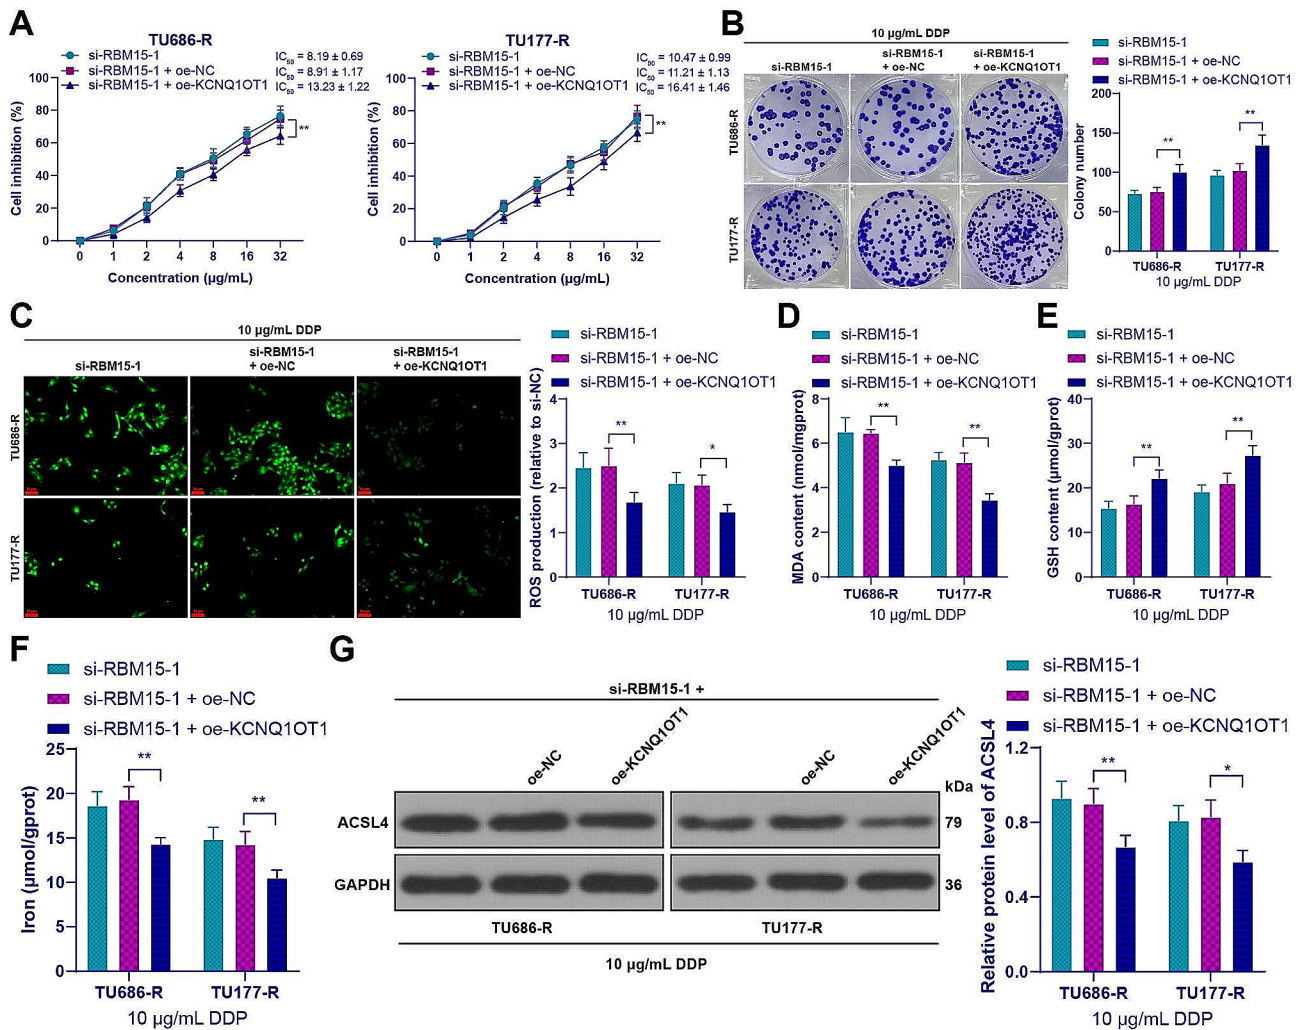 A
TU686-R
si-RBM15-1
si-RBM15-1 + oe-NC
si-RBM15-1 + oe-KCNQ1OT1
IC50 = 8.19 ± 0.69
IC50 = 8.91 ± 1.17
IC50 = 13.23 ± 1.22
Cell inhibition (%)
100
80
60
40
20
0
**
0 1 2 4 8 16 32
Concentration (μg/mL)
TU177-R
si-RBM15-1
si-RBM15-1 + oe-NC
si-RBM15-1 + oe-KCNQ1OT1
IC50 = 10.47 ± 0.99
IC50 = 11.21 ± 1.13
IC50 = 16.41 ± 1.46
Cell inhibition (%)
100
80
60
40
20
0
**
0 1 2 4 8 16 32
Concentration (μg/mL)
B
10 μg/mL DDP
si-RBM15-1
si-RBM15-1
+ oe-NC
si-RBM15-1
+ oe-KCNQ1OT1
TU686-R
TU177-R
si-RBM15-1
si-RBM15-1 + oe-NC
si-RBM15-1 + oe-KCNQ1OT1
Colony number
200
150
100
50
0
**
**
TU686-R TU177-R
10 μg/mL DDP
C
10 μg/mL DDP
si-RBM15-1
si-RBM15-1
+ oe-NC
si-RBM15-1
+ oe-KCNQ1OT1
TU686-R
TU177-R
si-RBM15-1
si-RBM15-1 + oe-NC
si-RBM15-1 + oe-KCNQ1OT1
ROS production (relative to si-NC)
4
3
2
1
0
**
*
TU686-R TU177-R
10 μg/mL DDP
D
si-RBM15-1
si-RBM15-1 + oe-NC
si-RBM15-1 + oe-KCNQ1OT1
MDA content (nmol/mgprot)
8
6
4
2
0
**
**
TU686-R TU177-R
10 μg/mL DDP
E
si-RBM15-1
si-RBM15-1 + oe-NC
si-RBM15-1 + oe-KCNQ1OT1
GSH content (μmol/gprot)
40
30
20
10
0
**
**
TU686-R TU177-R
10 μg/mL DDP
F
si-RBM15-1
si-RBM15-1 + oe-NC
si-RBM15-1 + oe-KCNQ1OT1
Iron (μmol/gprot)
25
20
15
10
5
0
**
**
TU686-R TU177-R
10 μg/mL DDP
G
si-RBM15-1 +
oe-NC
oe-KCNQ1OT1
oe-NC
oe-KCNQ1OT1
kDa
ACSL4
79
GAPDH
36
TU686-R
TU177-R
10 μg/mL DDP
si-RBM15-1
si-RBM15-1 + oe-NC
si-RBM15-1 + oe-KCNQ1OT1
Relative protein level of ACSL4
1.2
0.8
0.4
0.0
**
*
TU686-R TU177-R
10 μg/mL DDP